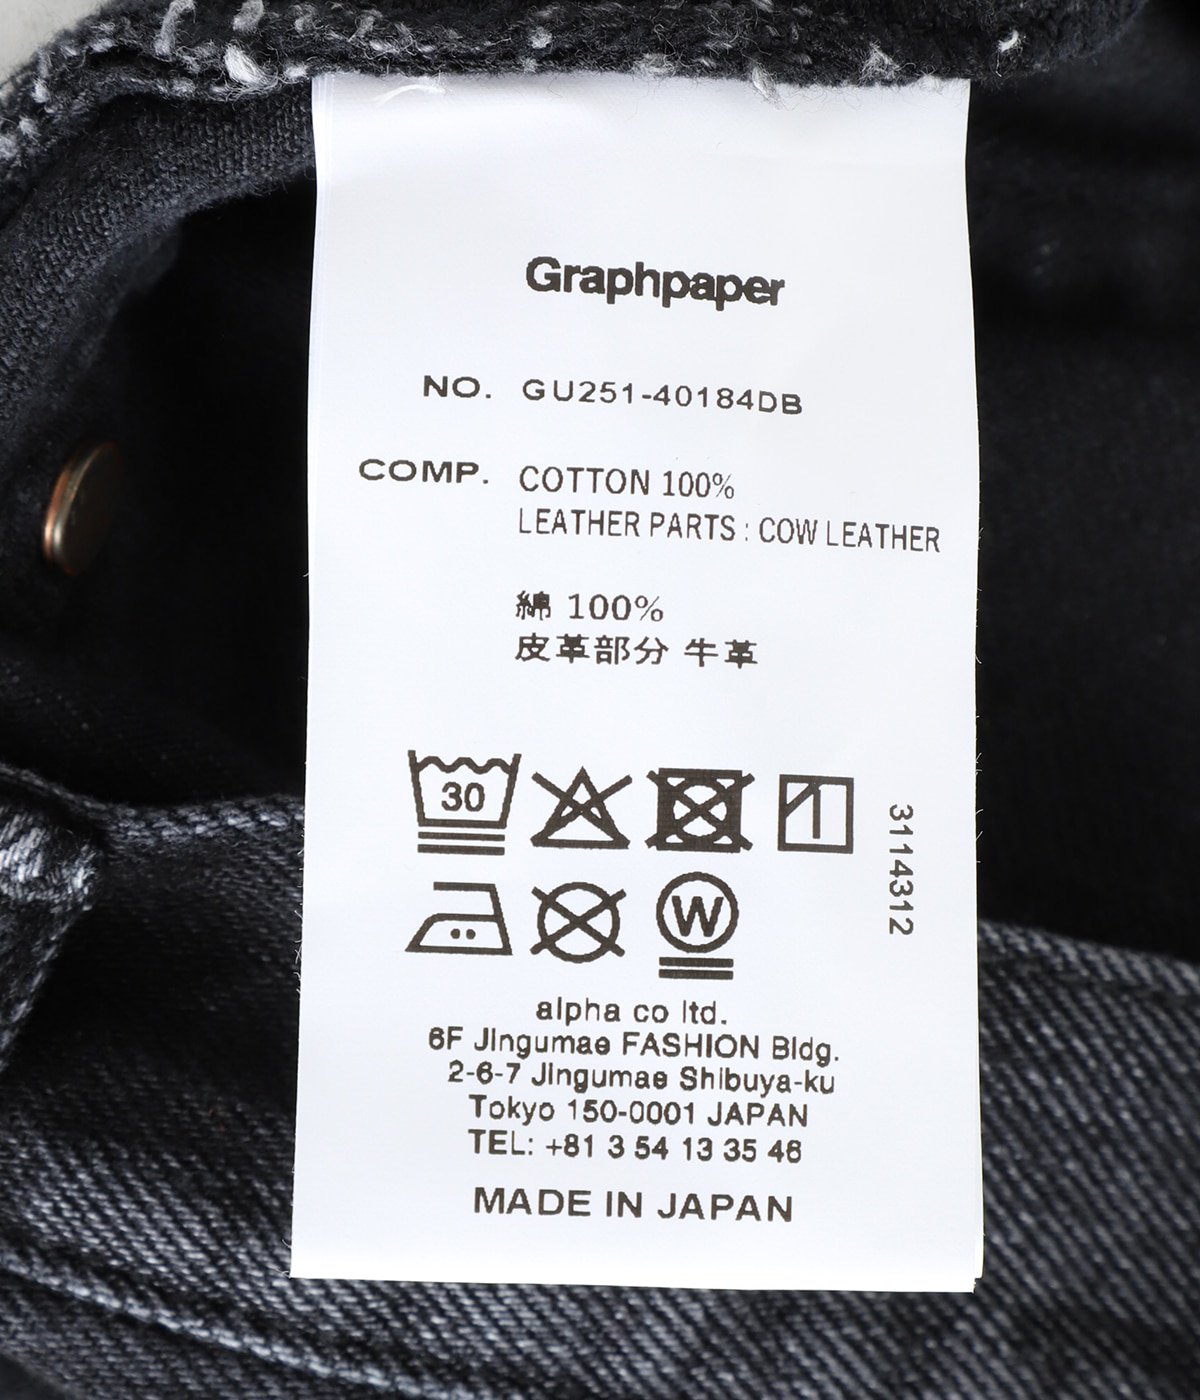 Graphpaper
NO. GU251-40184DB
COMP. COTTON 100%
LEATHER PARTS : COW LEATHER
綿 100%
皮革部分 牛革
30
3114312
W
alpha co ltd.
6F Jingumae FASHION Bldg.
2-6-7 Jingumae Shibuya-ku
Tokyo 150-0001 JAPAN
TEL: +81 3 54 13 35 46
MADE IN JAPAN